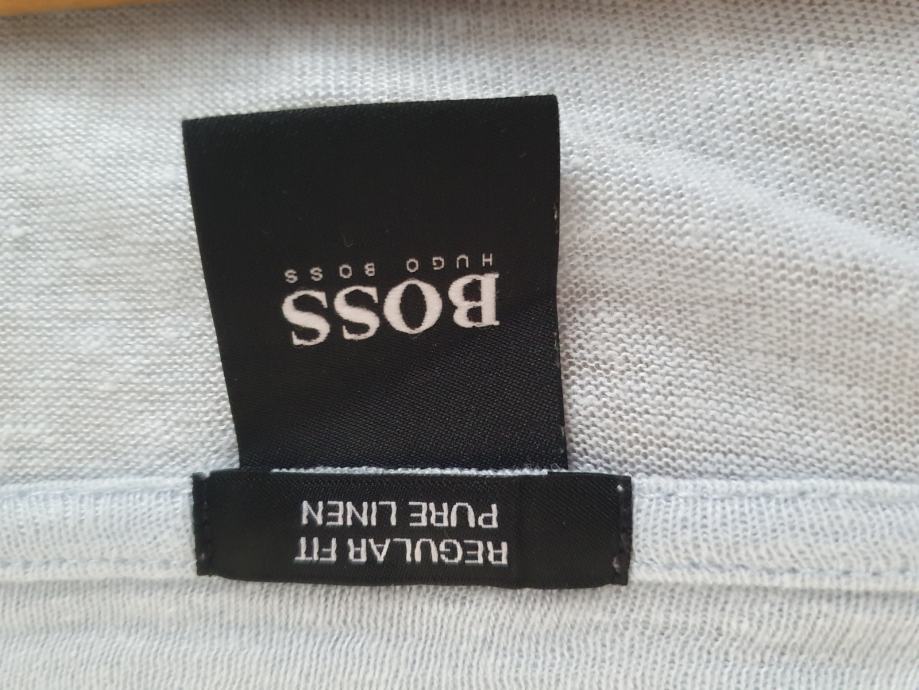 REGULAR FIT
PURE LINEN
BOSS
HUGO BOSS